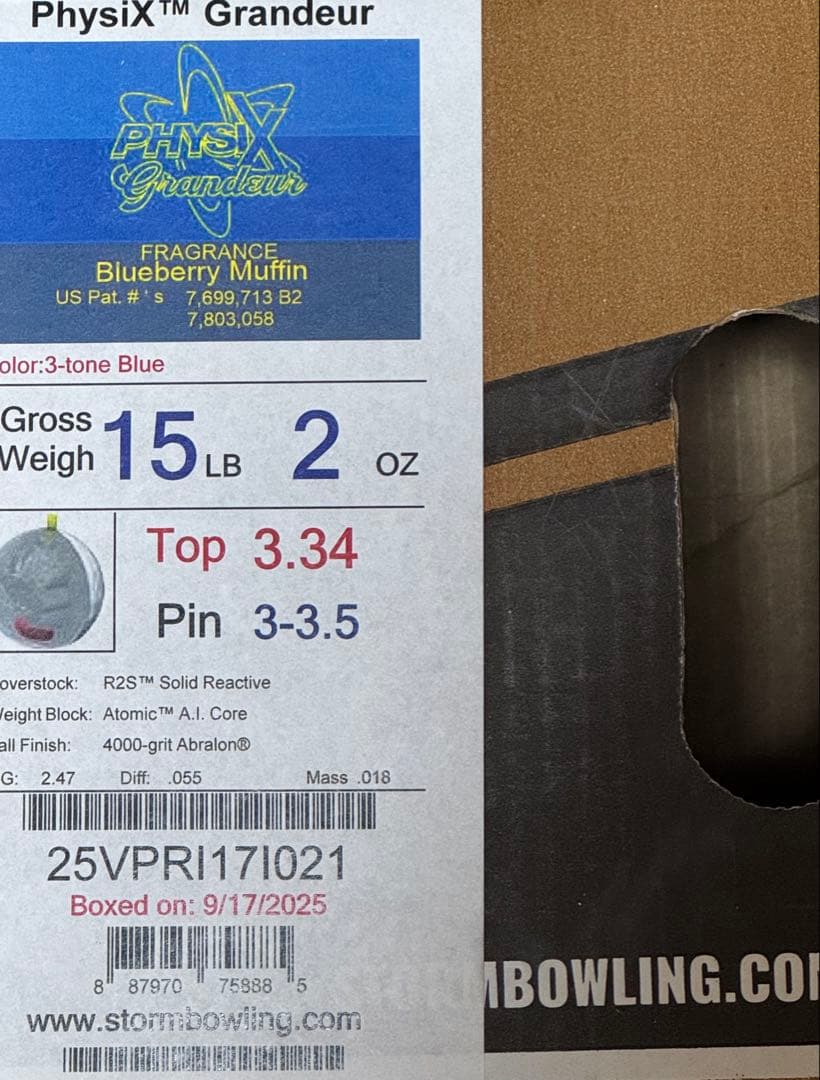 PhysiX™ Grandeur
PHYSIX
Grandeur
FRAGRANCE
Blueberry Muffin
US Pat. # ' s 7,699,713 B2
7,803,058
olor:3-tone Blue
Gross
Weigh 15 LB 2 OZ
Top 3.34
Pin 3-3.5
overstock: R2S™ Solid Reactive
eight Block: Atomic™ A.I. Core
all Finish: 4000-grit Abralon®
G: 2.47 Diff: .055 Mass .018
25VPRI17I021
Boxed on: 9/17/2025
8 87970 75888 5
www.stormbowling.com
STORMBOWLING.CO